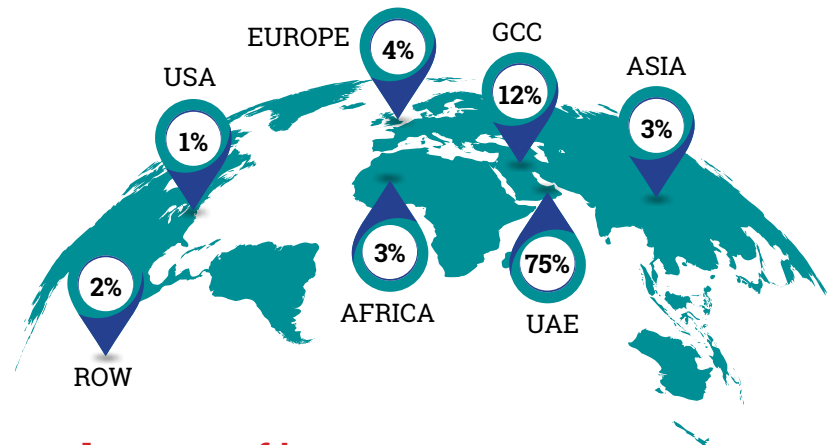 EUROPE
4%
GCC
12%
USA
1%
ASIA
3%
2%
ROW
3%
AFRICA
75%
UAE